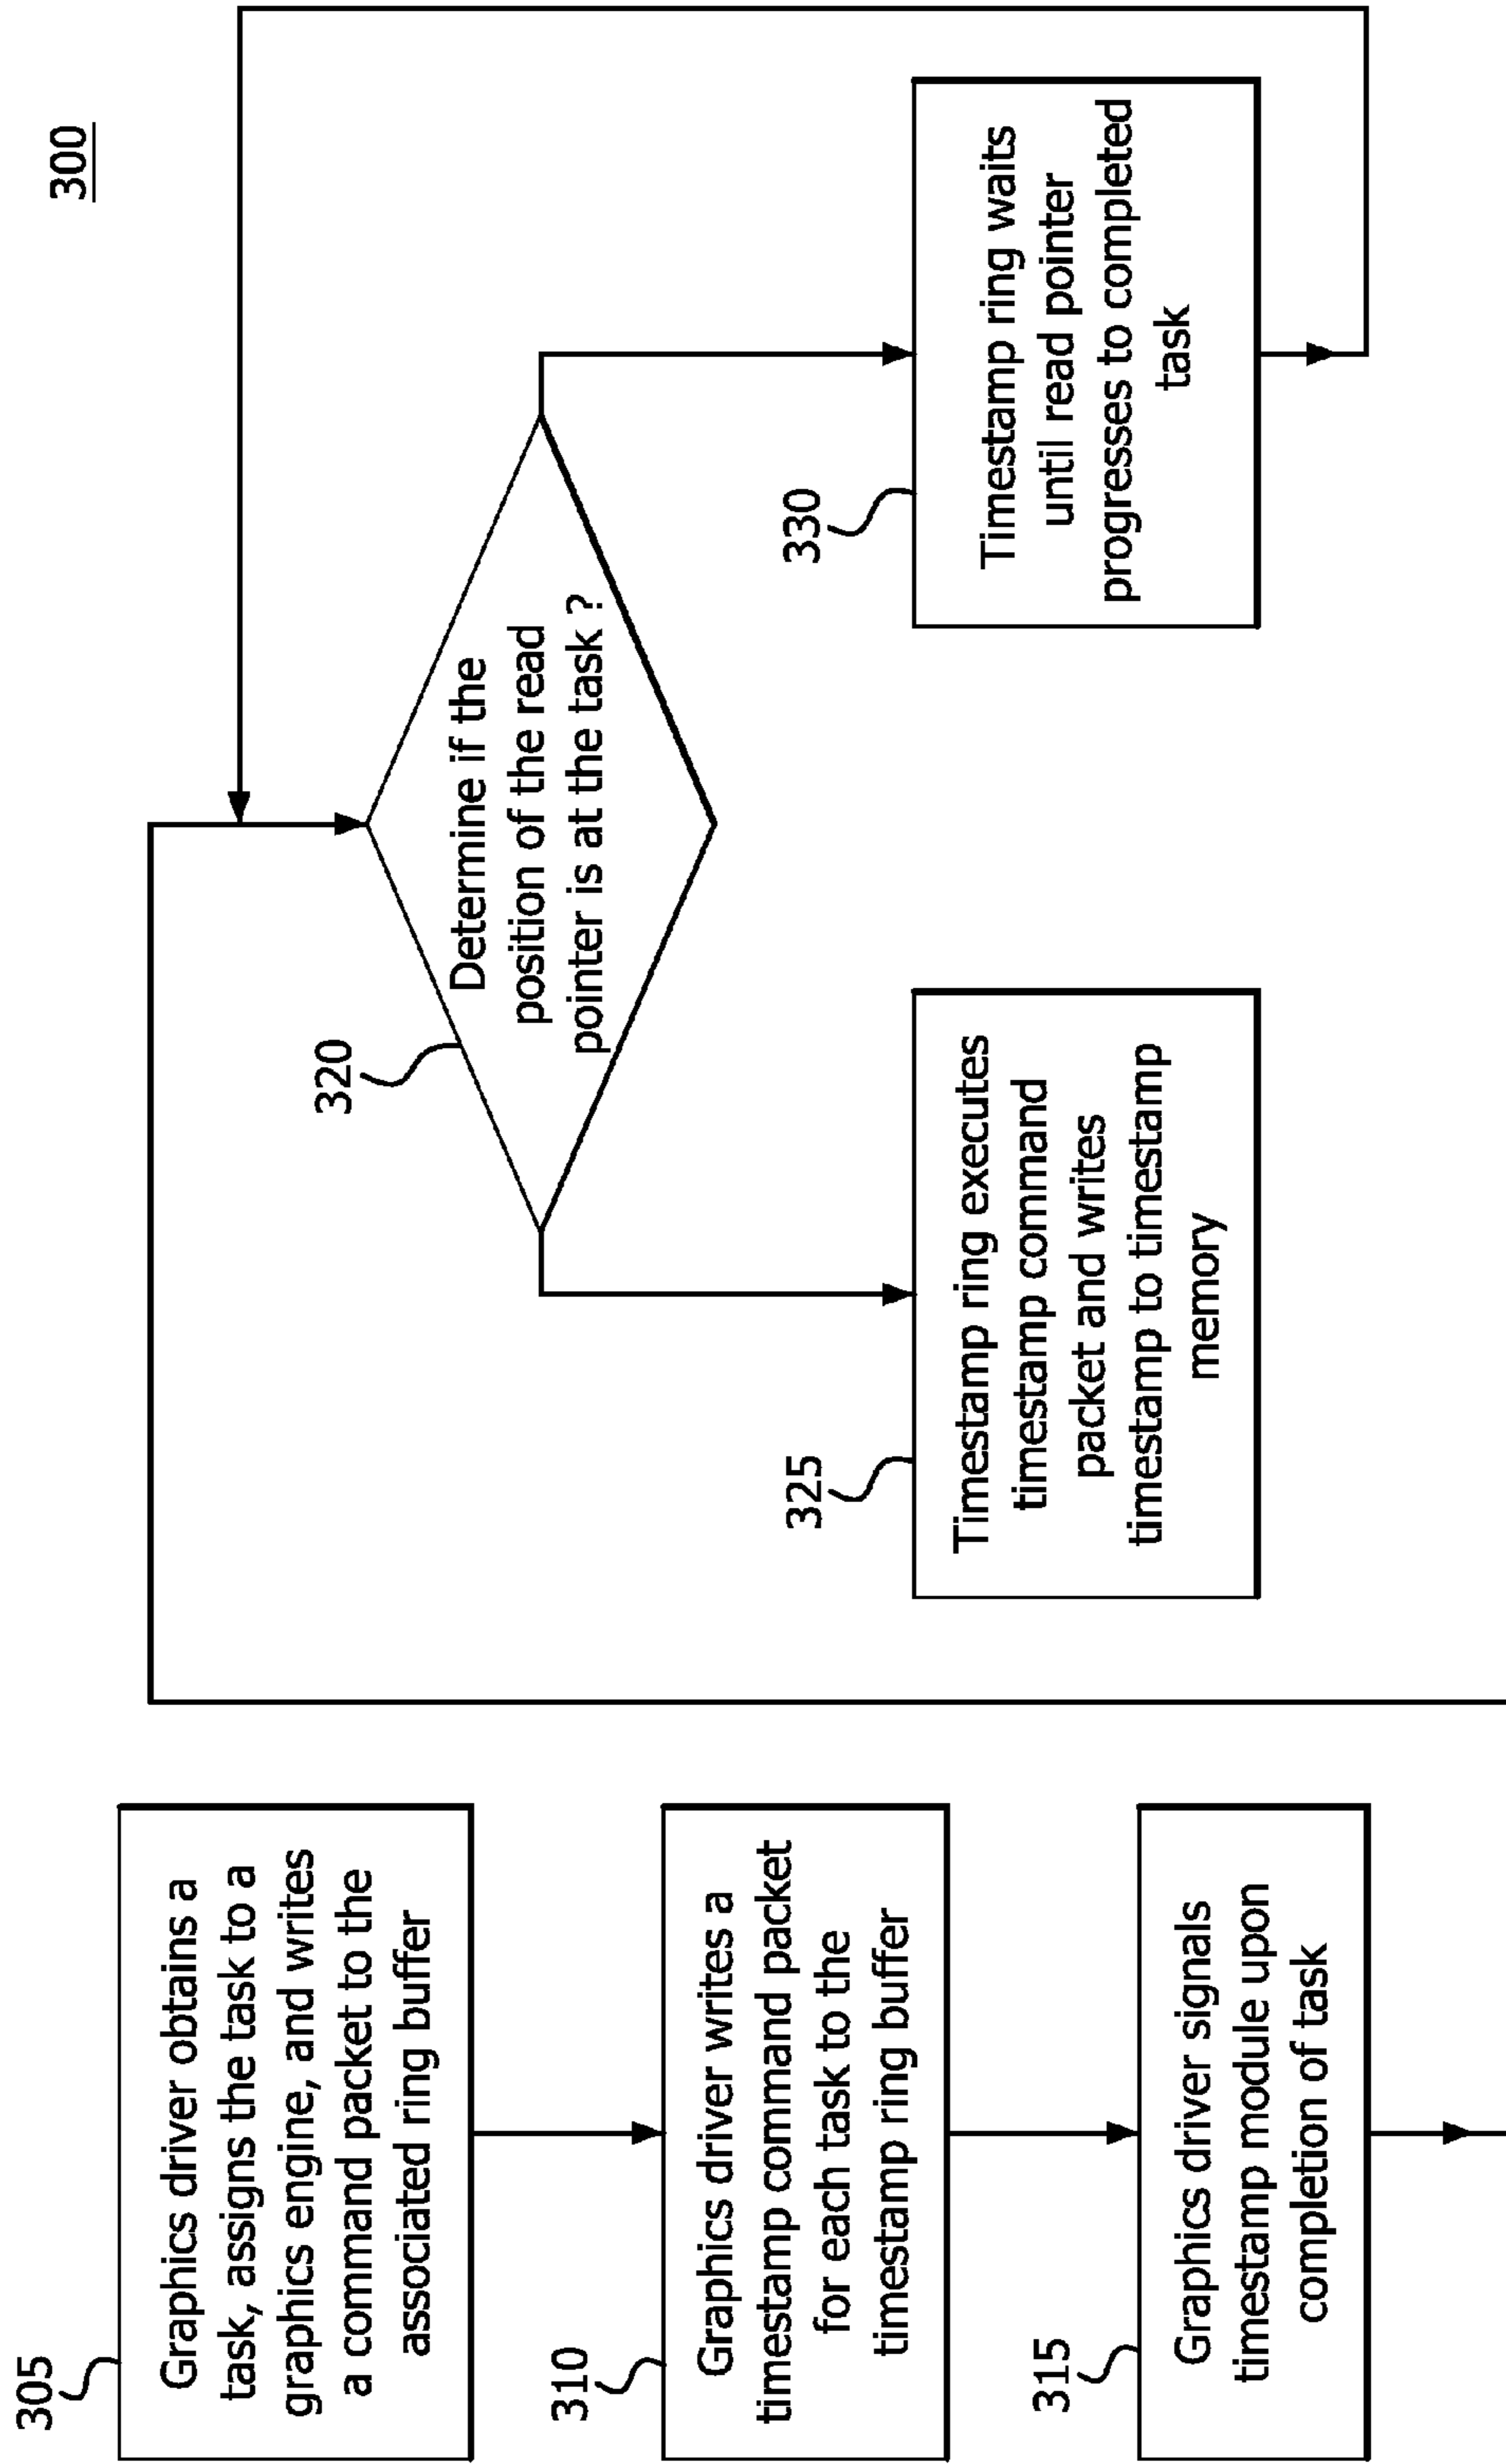 300
305
Graphics driver obtains a
task, assigns the task to a
graphics engine, and writes
a command packet to the
associated ring buffer
310
Graphics driver writes a
timestamp command packet
for each task to the
timestamp ring buffer
315
Graphics driver signals
timestamp module upon
completion of task
320
Determine if the
position of the read
pointer is at the task ?
325
Timestamp ring executes
timestamp command
packet and writes
timestamp to timestamp
memory
330
Timestamp ring waits
until read pointer
progresses to completed
task